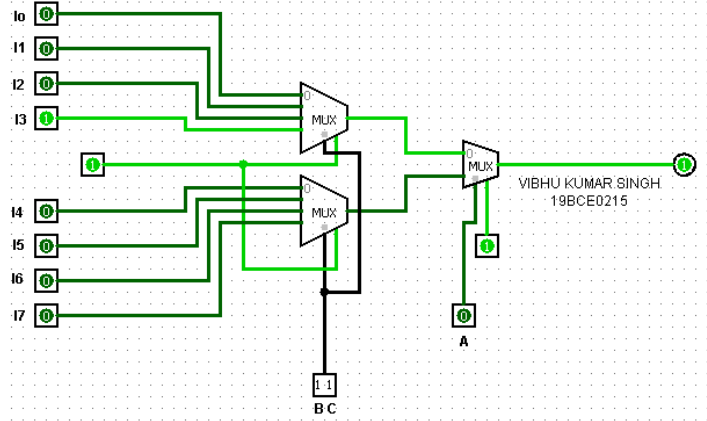 Io 0
I1 0
I2 0
I3 1
0
MUX
1
0
MUX
1
VIBHU KUMAR SINGH
19BCE0215
I4 0
0
MUX
I5 0
1
I6 0
I7 0
0
A
1 1
B C